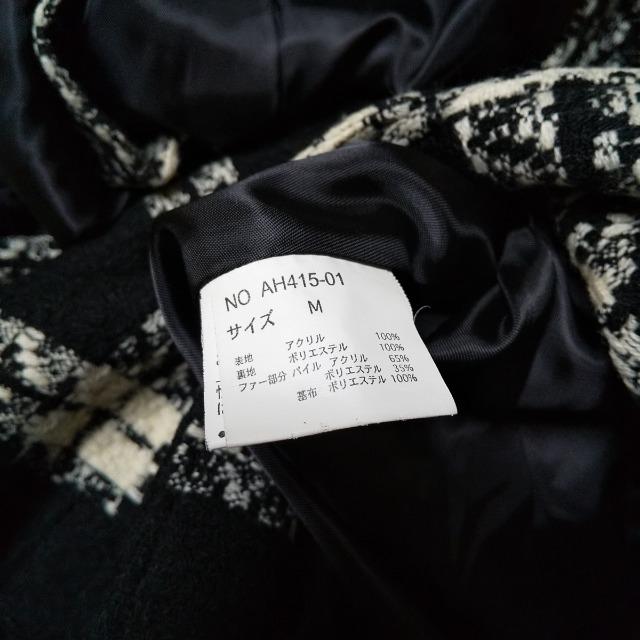 NO AH415-01
サイズ M
表地 アクリル 100%
裏地 ポリエステル 100%
ファー部分 パイル アクリル 65%
ポリエステル 35%
基布 ポリエステル 100%